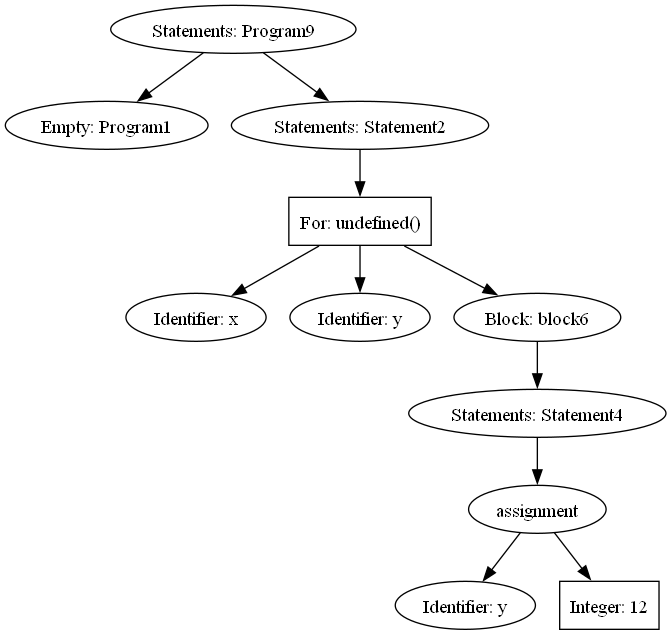 Statements: Program9
Empty: Program1
Statements: Statement2
For: undefined()
Identifier: x
Identifier: y
Block: block6
Statements: Statement4
assignment
Identifier: y
Integer: 12